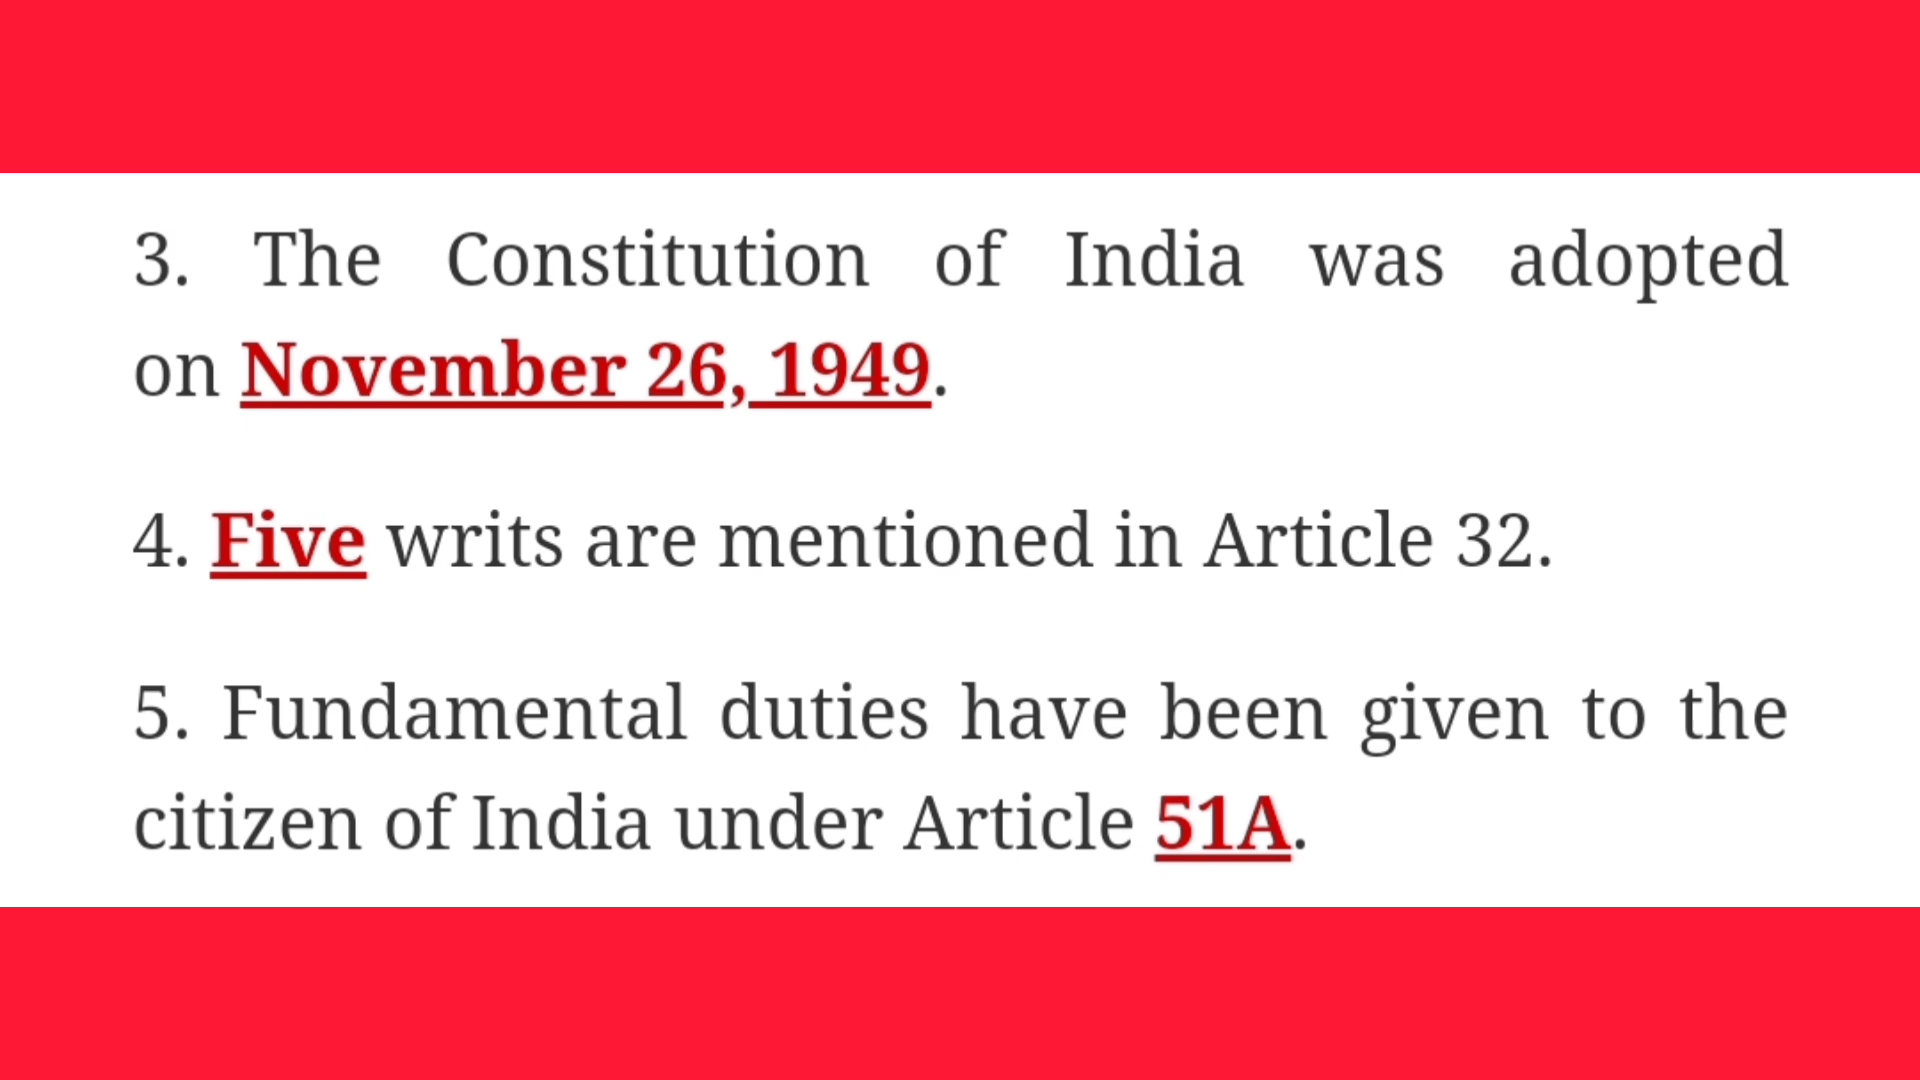 3. The Constitution of India was adopted
on November 26, 1949.
4. Five writs are mentioned in Article 32.
5. Fundamental duties have been given to the
citizen of India under Article 51A.